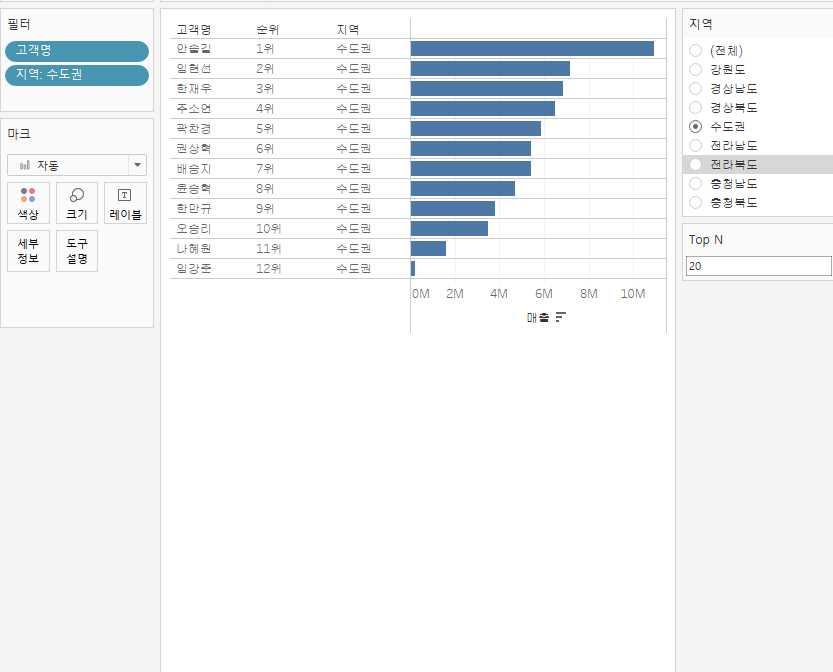 필터
고객명
지역: 수도권
마크
자동
색상 크기 레이블
세부 정보 도구 설명
고객명 순위 지역
안솔길 1위 수도권
임현선 2위 수도권
한재우 3위 수도권
주소연 4위 수도권
곽찬경 5위 수도권
권상혁 6위 수도권
배승지 7위 수도권
윤송혁 8위 수도권
한만규 9위 수도권
오승리 10위 수도권
나혜원 11위 수도권
임강준 12위 수도권
0M 2M 4M 6M 8M 10M
매출
지역
(전체)
강원도
경상남도
경상북도
수도권
전라남도
전라북도
충청남도
충청북도
Top N
20